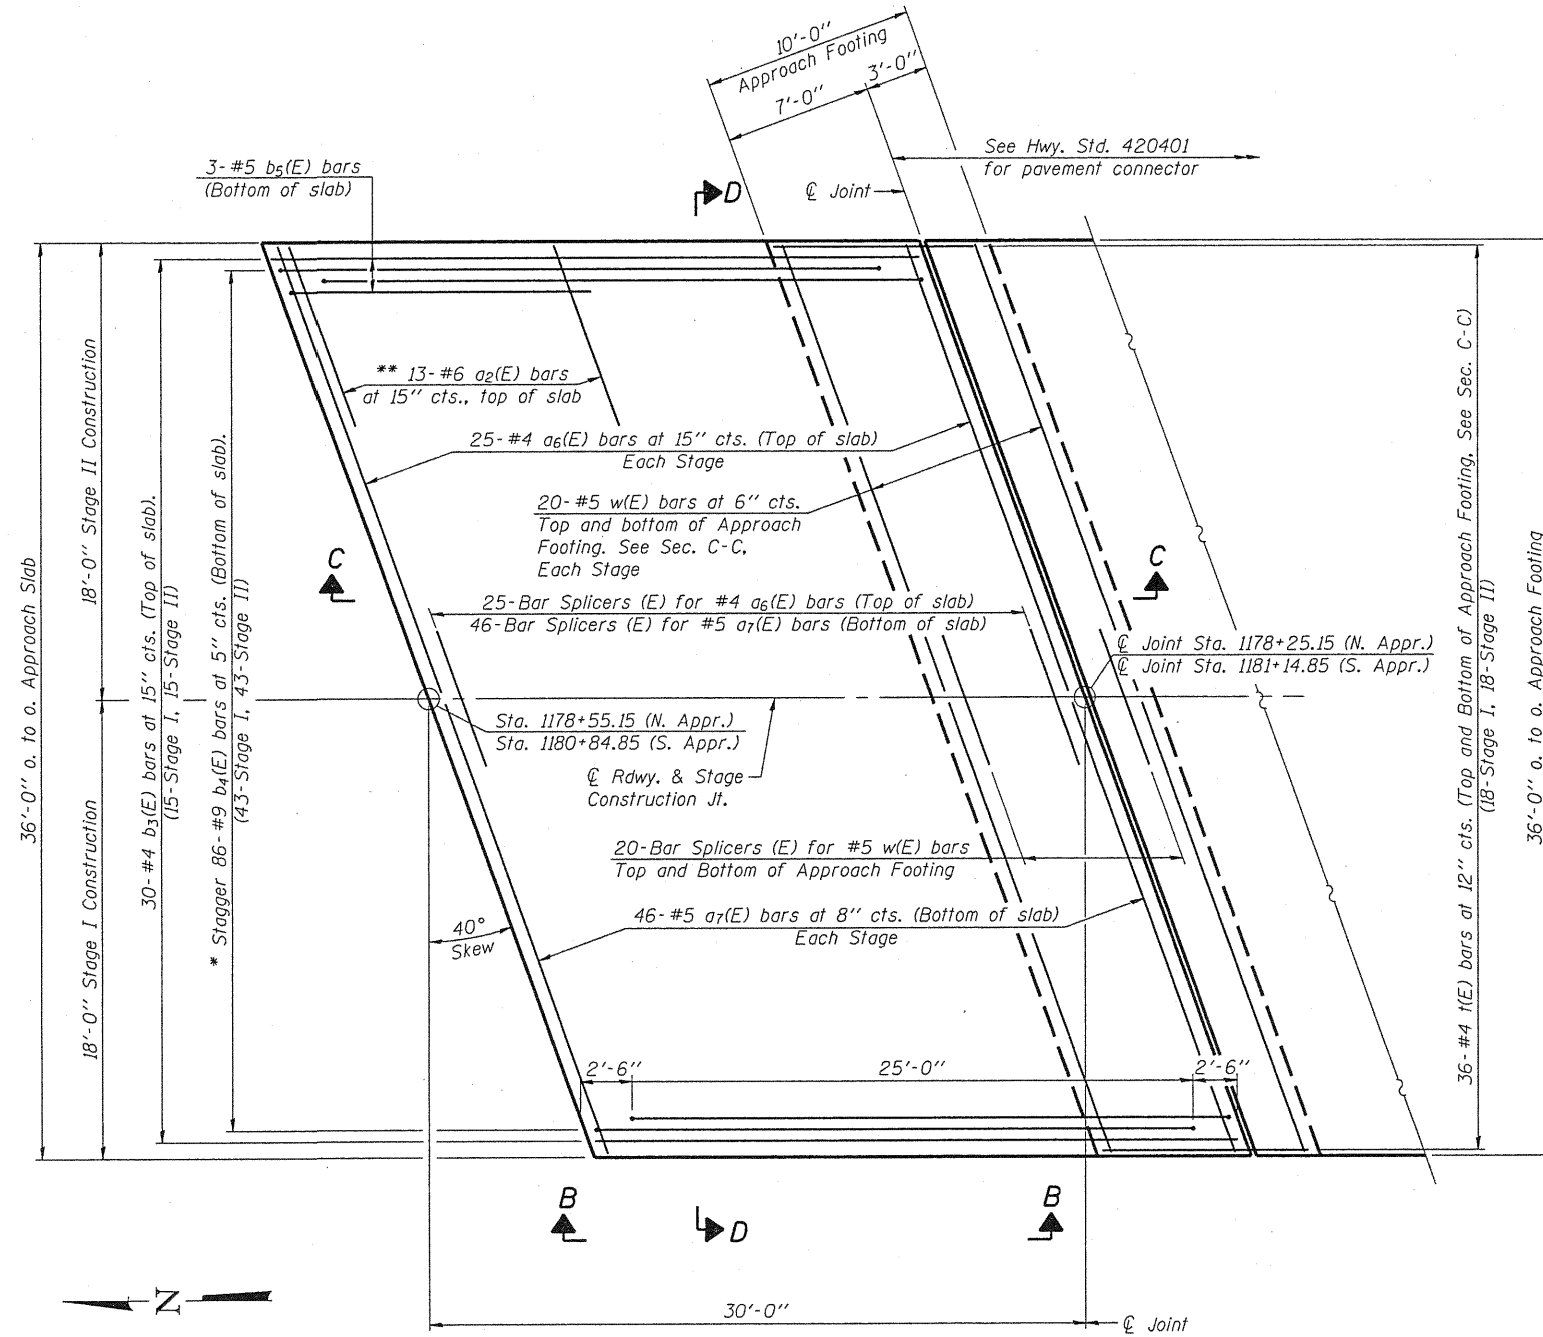 10'-0"
Approach Footing
3'-0"
7'-0"
See Hwy. Std. 420401
for pavement connector
3-#5 b5(E) bars
(Bottom of slab)
D
℄ Joint
** 13-#6 a2(E) bars
at 15" cts., top of slab
25-#4 a6(E) bars at 15" cts. (Top of slab)
Each Stage
20-#5 w(E) bars at 6" cts.
Top and bottom of Approach
Footing. See Sec. C-C,
Each Stage
C
C
25-Bar Splicers (E) for #4 a6(E) bars (Top of slab)
46-Bar Splicers (E) for #5 a7(E) bars (Bottom of slab)
℄ Joint Sta. 1178+25.15 (N. Appr.)
℄ Joint Sta. 1181+14.85 (S. Appr.)
Sta. 1178+55.15 (N. Appr.)
Sta. 1180+84.85 (S. Appr.)
℄ Rdwy. & Stage
Construction Jt.
20-Bar Splicers (E) for #5 w(E) bars
Top and Bottom of Approach Footing
46-#5 a7(E) bars at 8" cts. (Bottom of slab)
Each Stage
40°
Skew
2'-6"
25'-0"
2'-6"
36'-0" o. to o. Approach Slab
18'-0" Stage II Construction
18'-0" Stage I Construction
30-#4 b3(E) bars at 15" cts. (Top of slab).
(15-Stage I, 15-Stage II)
* Stagger 86-#9 b4(E) bars at 5" cts. (Bottom of slab).
(43-Stage I, 43-Stage II)
36-#4 t(E) bars at 12" cts. (Top and Bottom of Approach Footing, See Sec. C-C)
(18-Stage I, 18-Stage II)
36'-0" o. to o. Approach Footing
B
D
B
N
30'-0"
℄ Joint